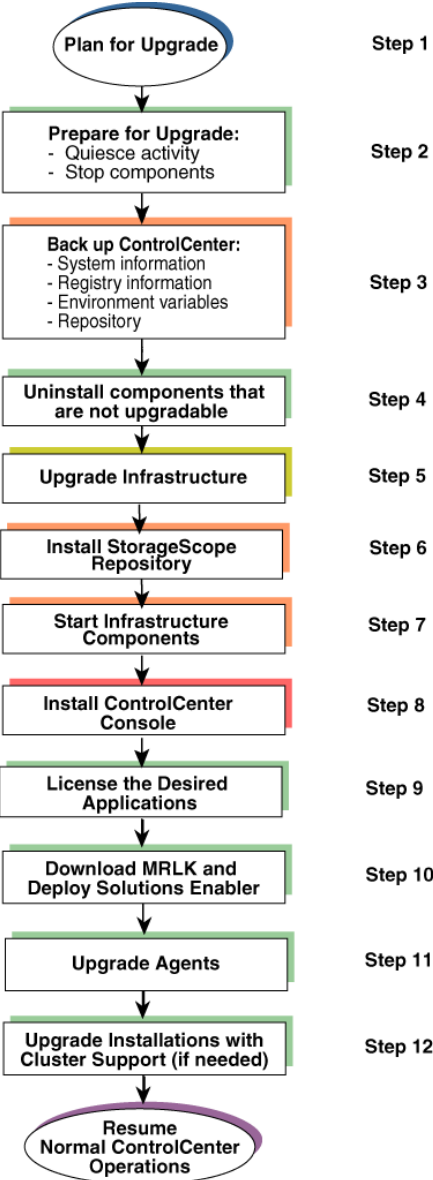 Plan for Upgrade
Step 1
Prepare for Upgrade:
- Quiesce activity
- Stop components
Step 2
Back up ControlCenter:
- System information
- Registry information
- Environment variables
- Repository
Step 3
Uninstall components that
are not upgradable
Step 4
Upgrade Infrastructure
Step 5
Install StorageScope
Repository
Step 6
Start Infrastructure
Components
Step 7
Install ControlCenter
Console
Step 8
License the Desired
Applications
Step 9
Download MRLK and
Deploy Solutions Enabler
Step 10
Upgrade Agents
Step 11
Upgrade Installations with
Cluster Support (if needed)
Step 12
Resume
Normal ControlCenter
Operations